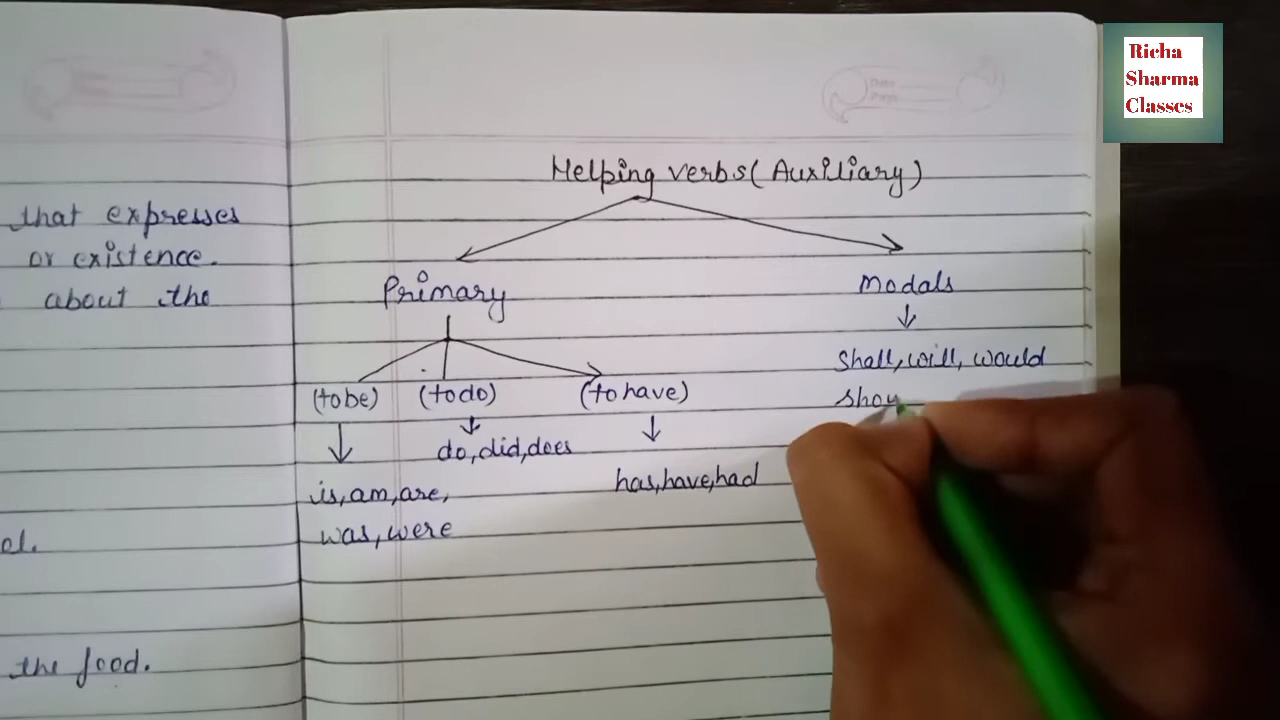 Richa
Sharma
Classes
that expresses
or existence.
about the
the food.
Helping verbs (Auxiliary)
Primary
Modals
(to be) (to do) (to have)
shall, will, would
shou
do, did, does
has, have, had
is, am, are,
was, were